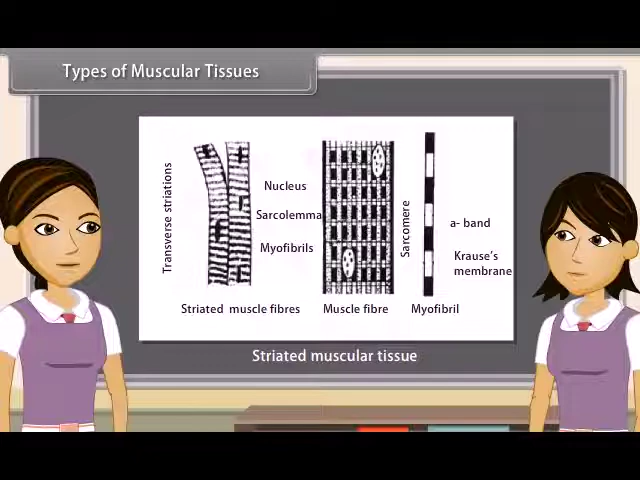 Types of Muscular Tissues
Transverse striations
Nucleus
Sarcolemma
Myofibrils
Sarcomere
a- band
Krause's
membrane
Striated muscle fibres
Muscle fibre
Myofibril
Striated muscular tissue